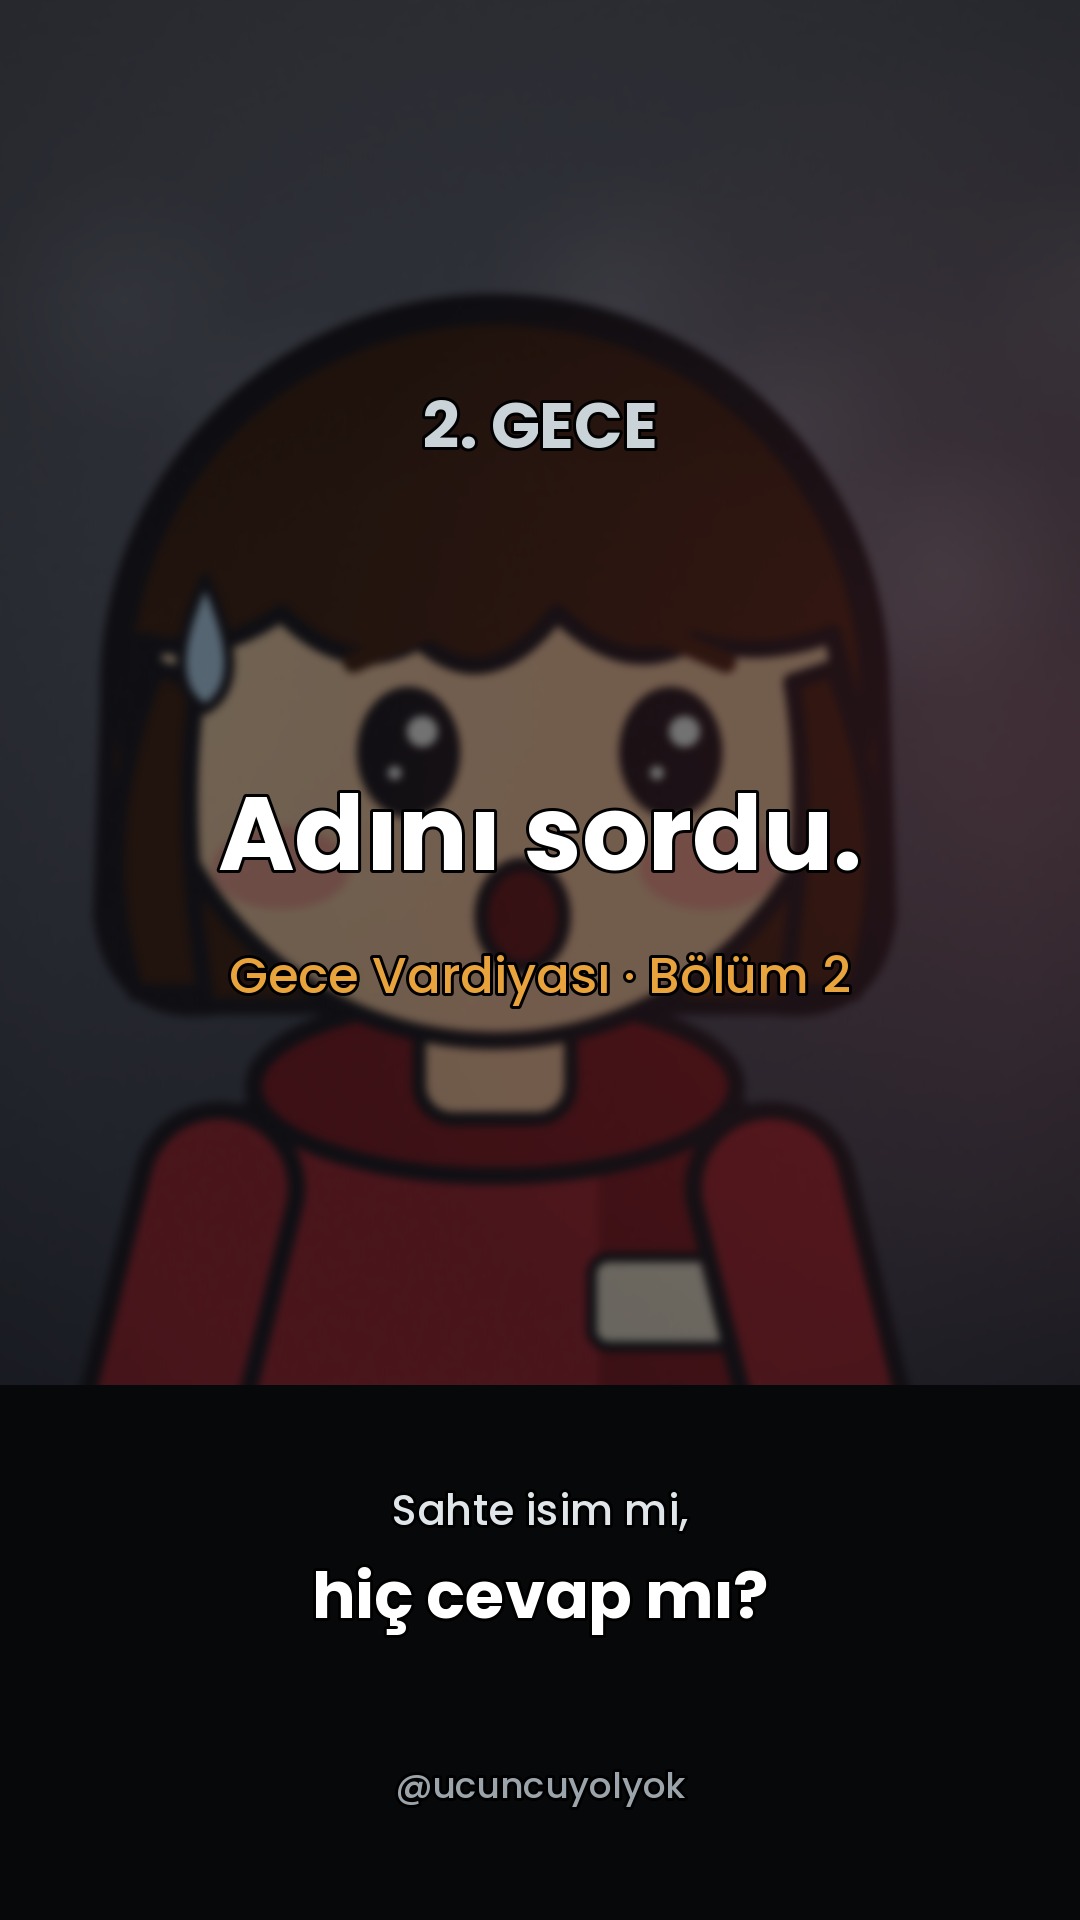 2. GECE
Adını sordu.
Gece Vardiyası · Bölüm 2
Sahte isim mi,
hiç cevap mı?
@ucuncuyolyok